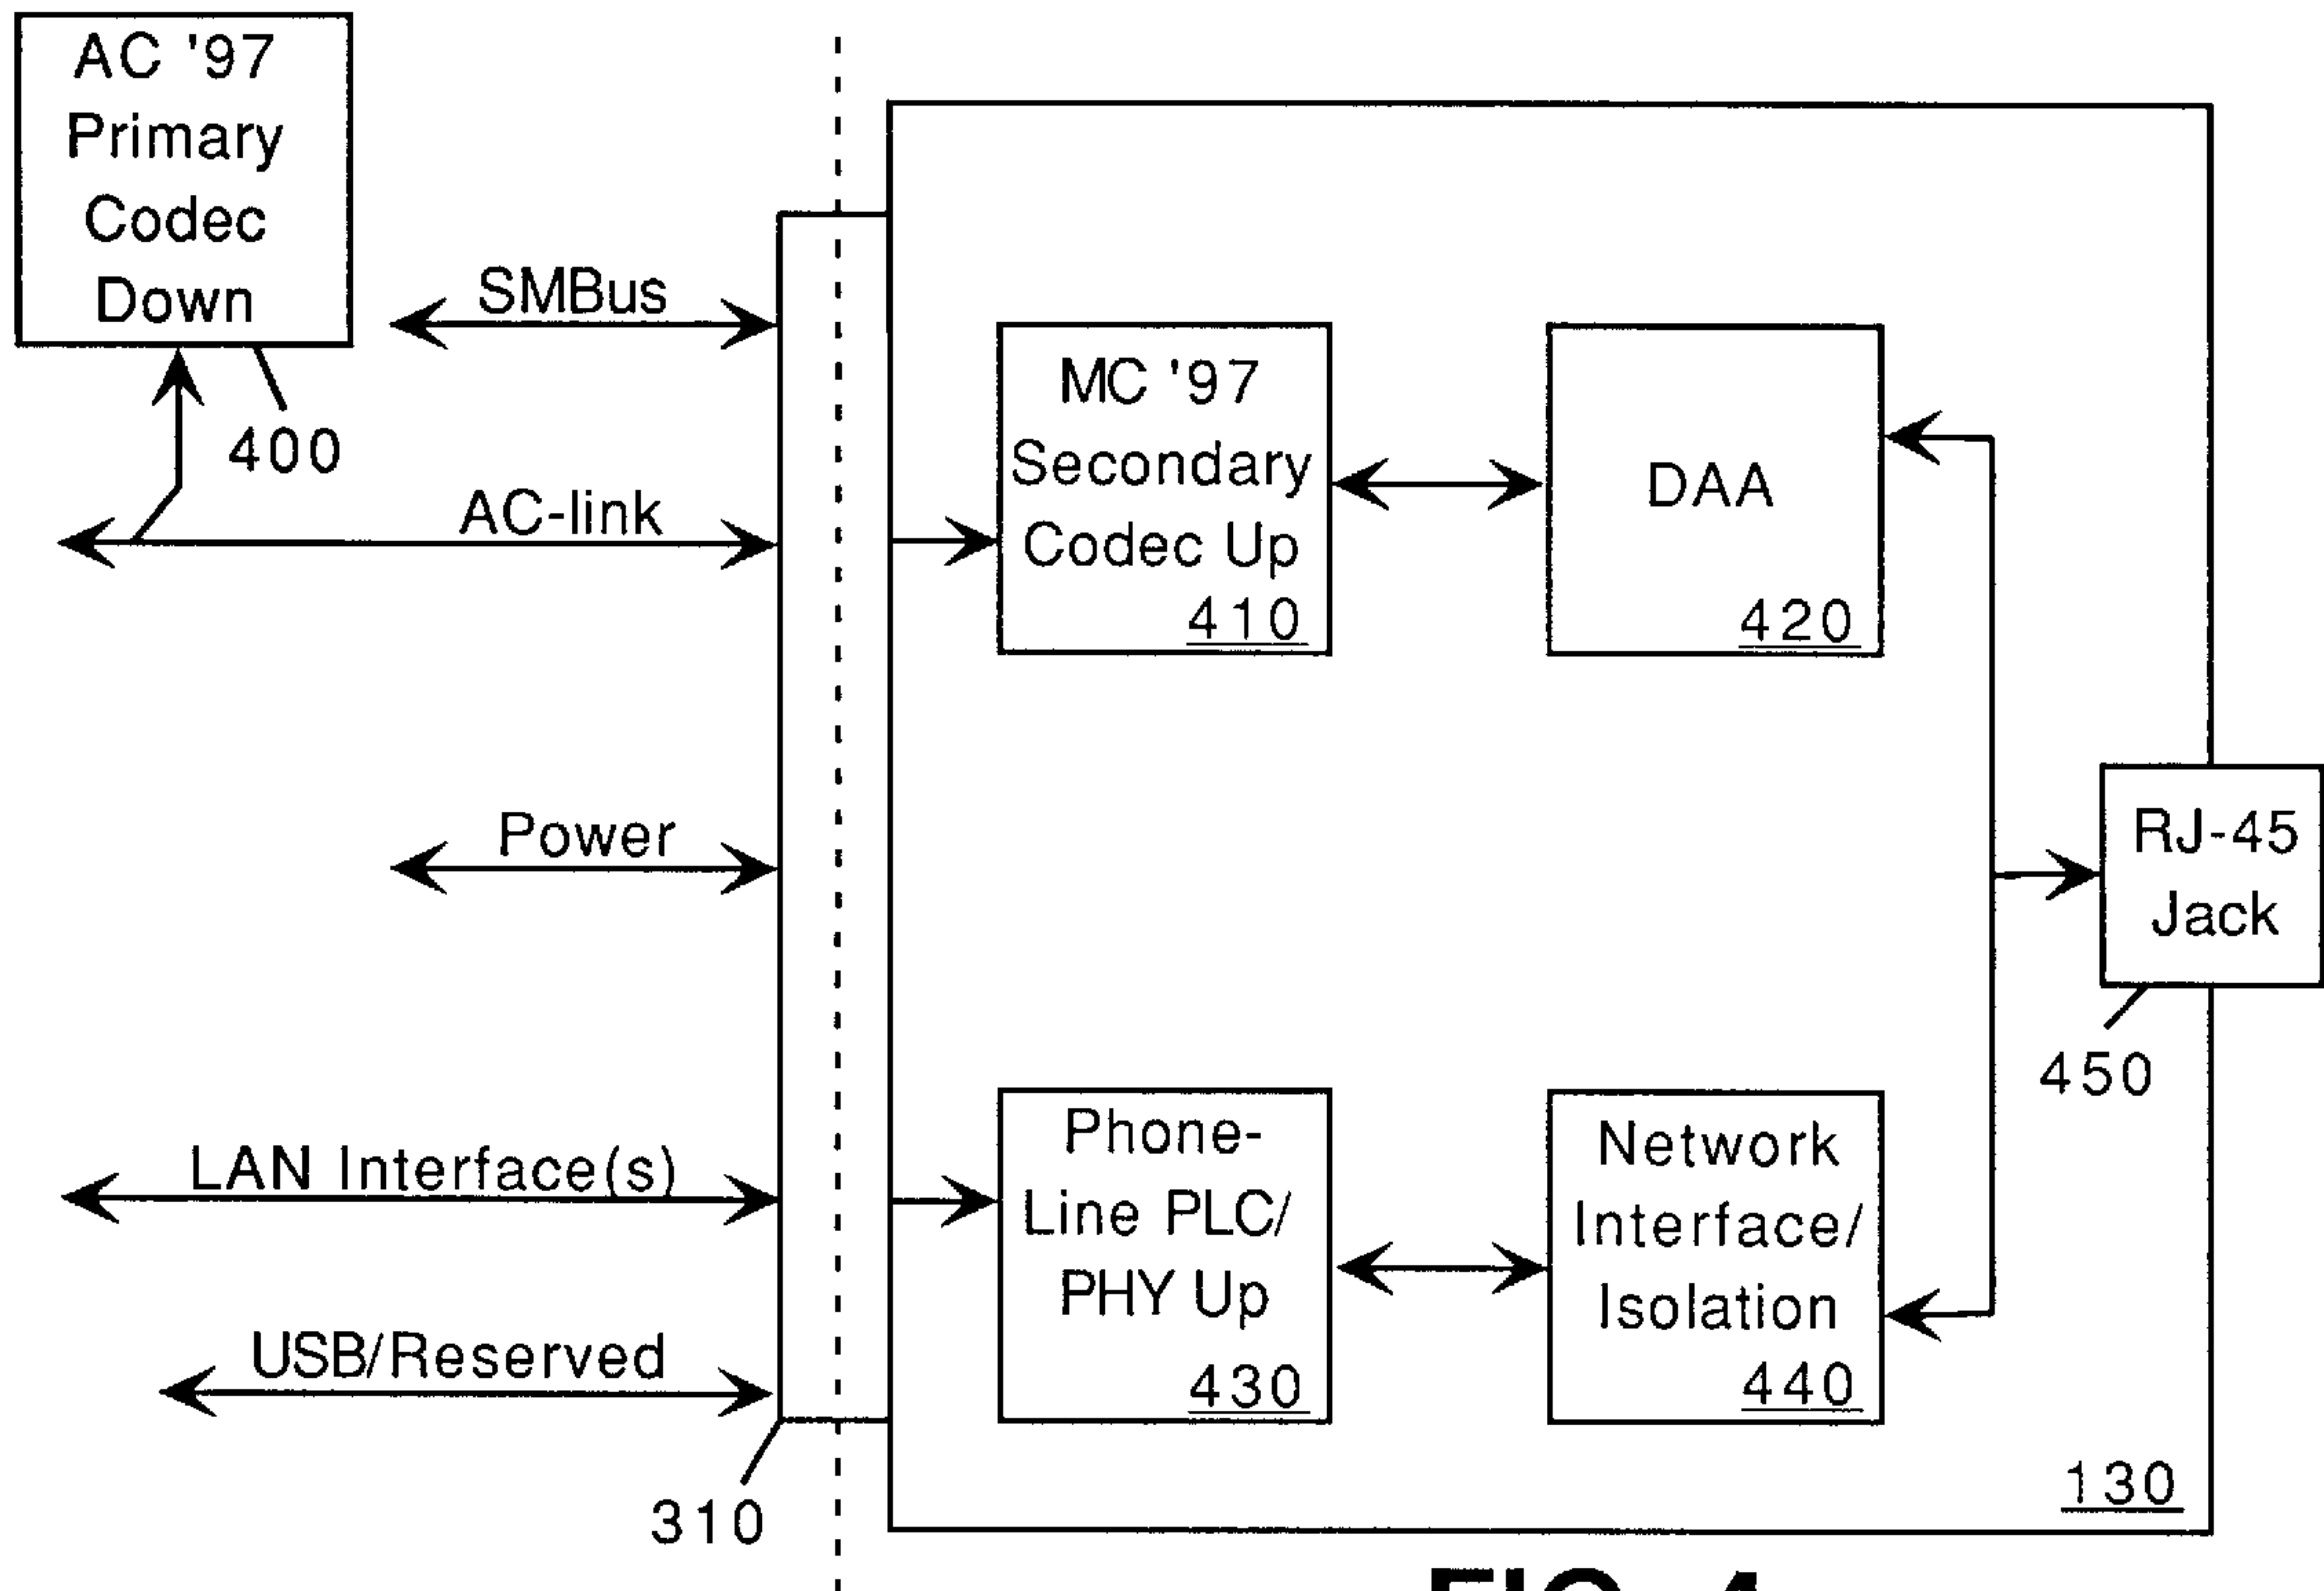 AC '97
Primary
Codec
Down
400
SMBus
AC-link
Power
LAN Interface(s)
USB/Reserved
310
MC '97
Secondary
Codec Up
410
DAA
420
RJ-45
Jack
450
Phone-
Line PLC/
PHY Up
430
Network
Interface/
Isolation
440
130